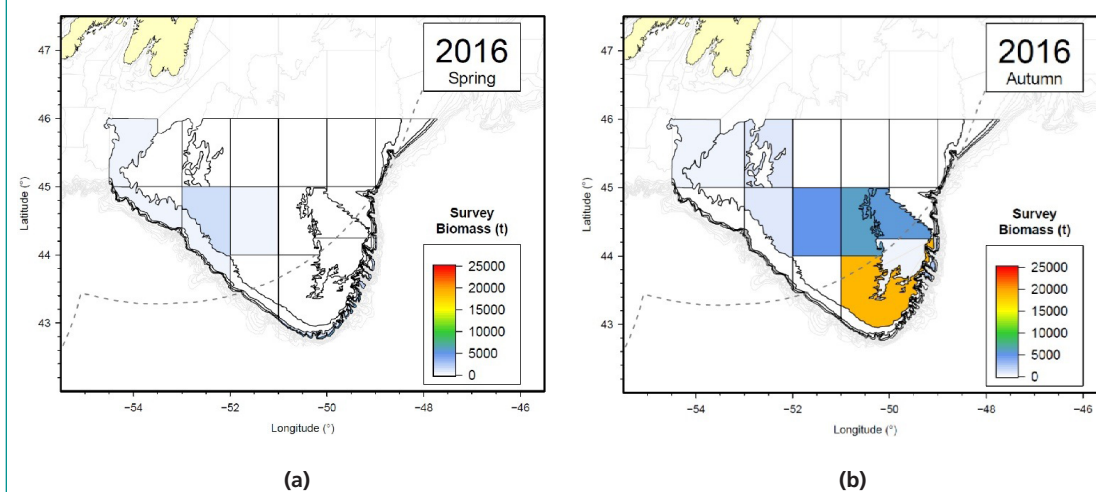 2016
Spring
47
46
45
44
43
Latitude (°)
Survey
Biomass (t)
25000
20000
15000
10000
5000
0
−54
−52
−50
−48
−46
Longitude (°)
(a)
2016
Autumn
47
46
45
44
43
Latitude (°)
Survey
Biomass (t)
25000
20000
15000
10000
5000
0
−54
−52
−50
−48
−46
Longitude (°)
(b)